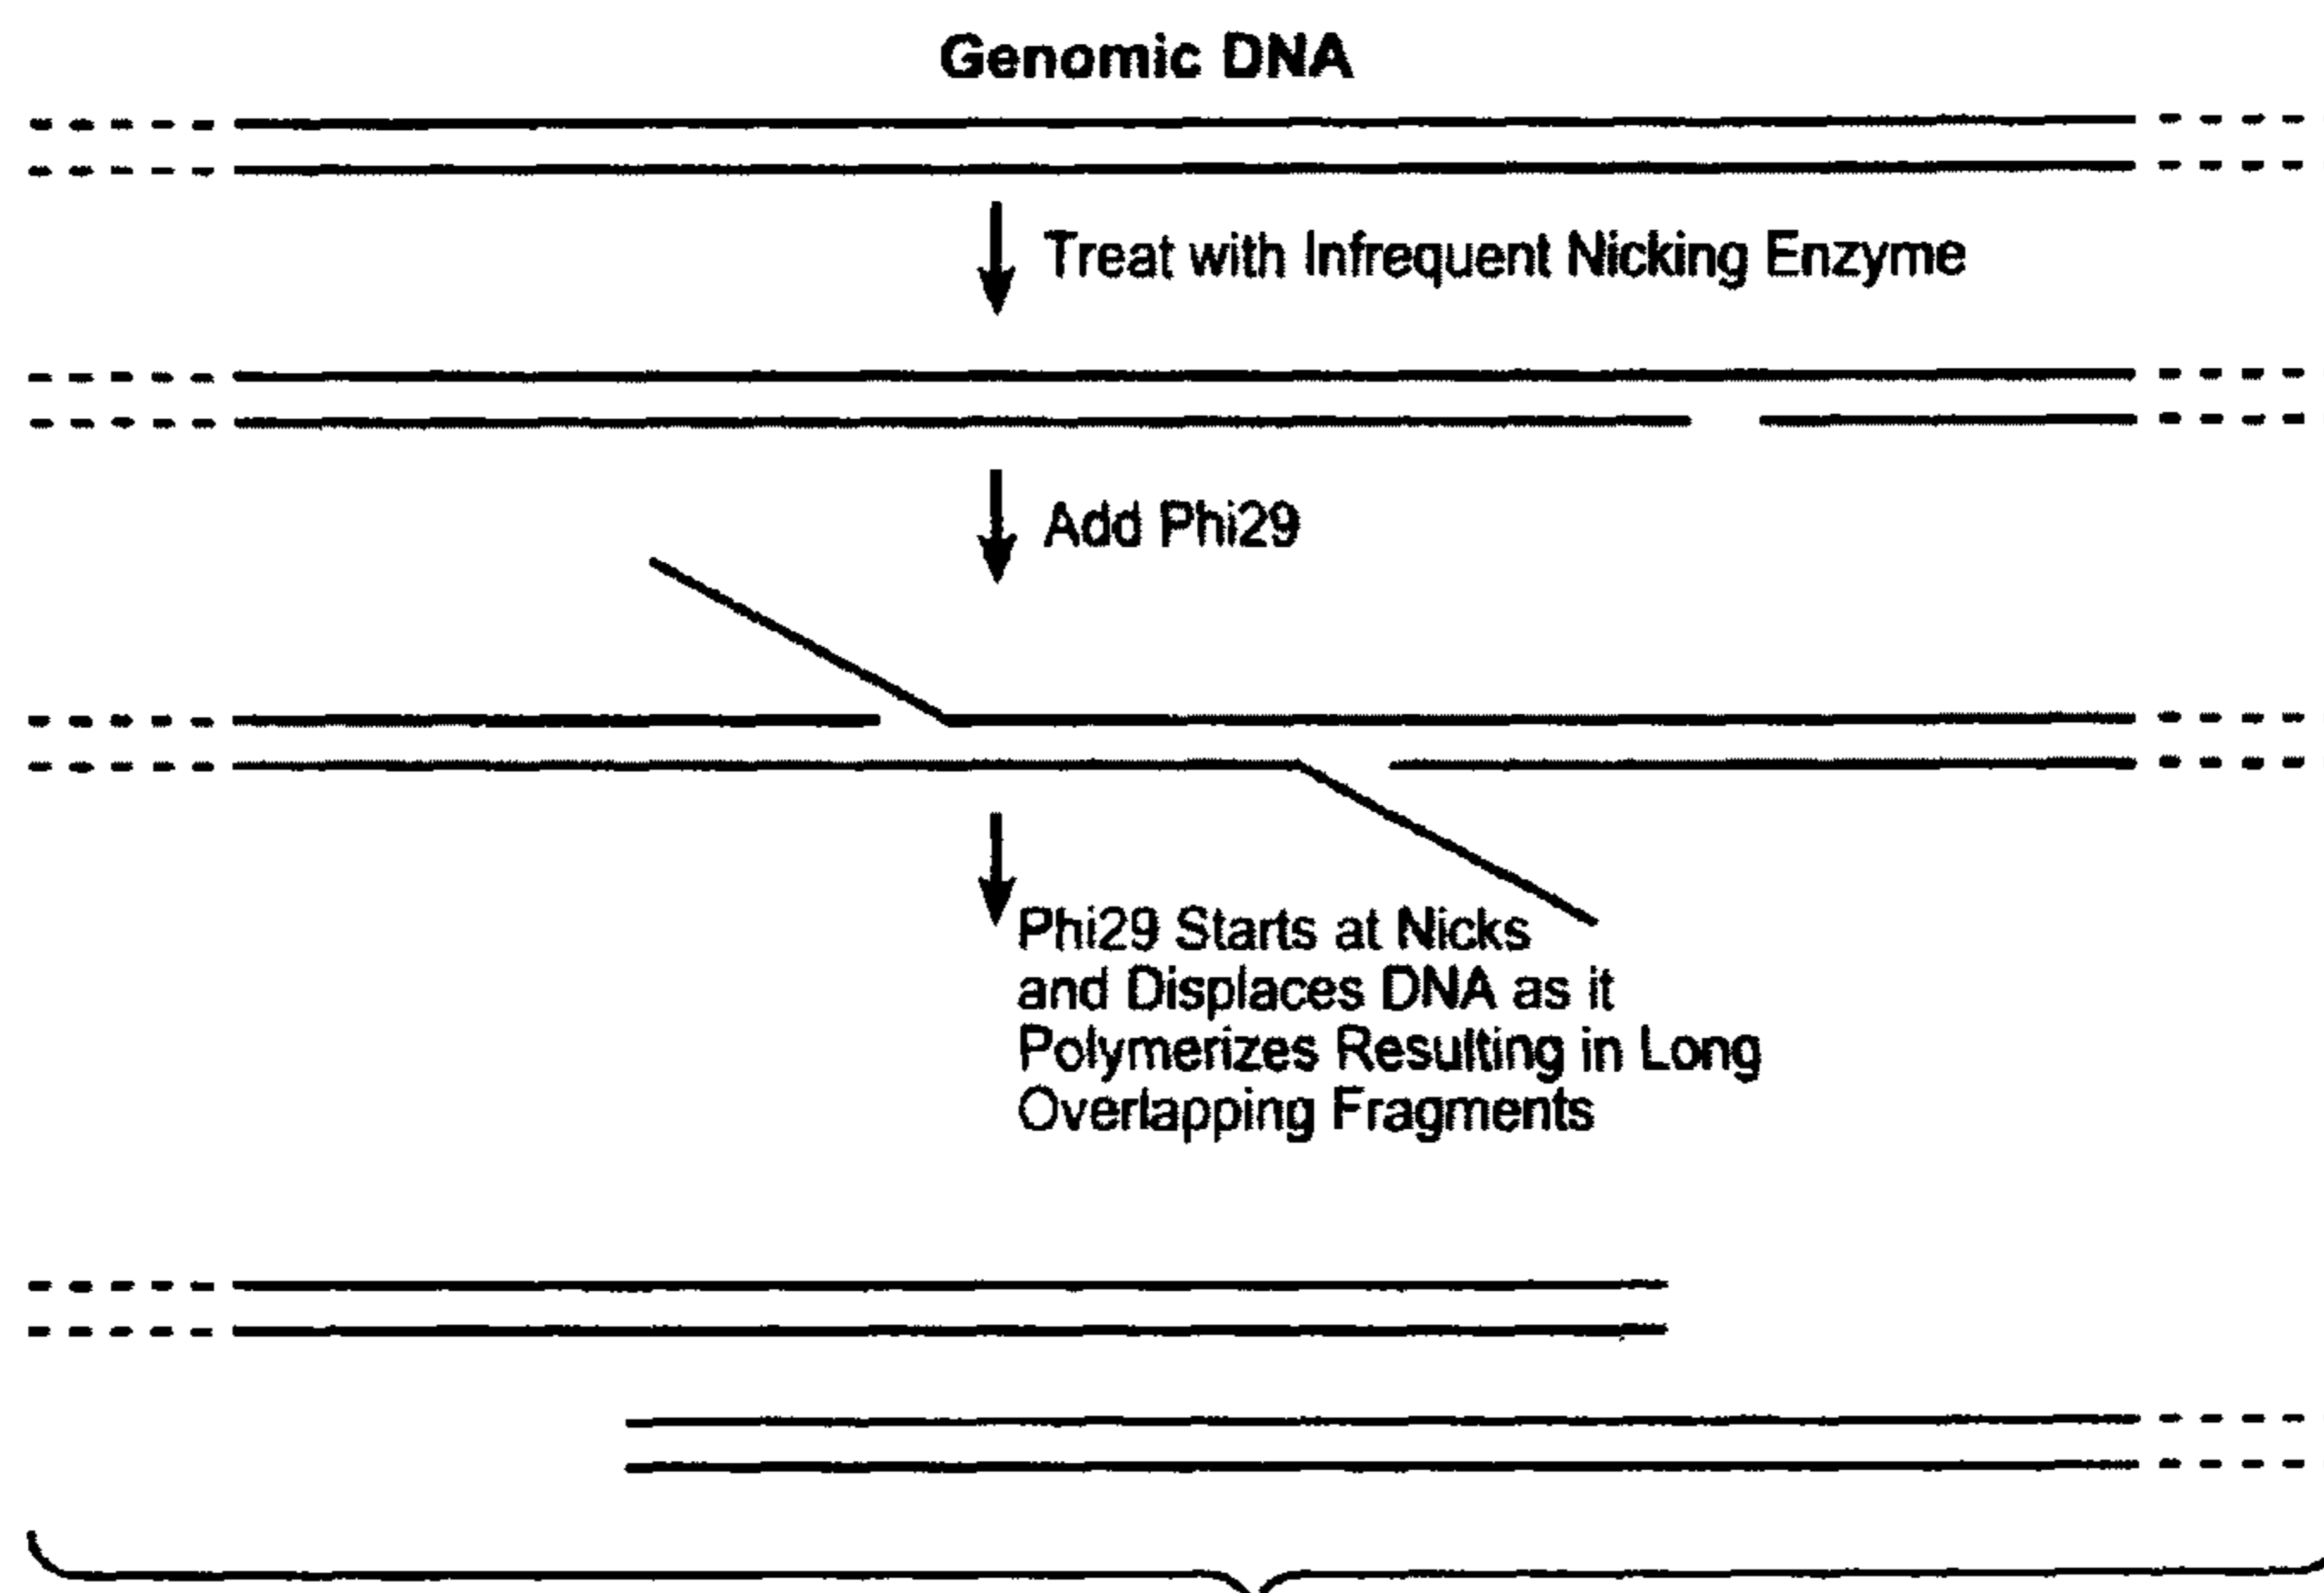 Genomic DNA
Treat with Infrequent Nicking Enzyme
Add Phi29
Phi29 Starts at Nicks
and Displaces DNA as it
Polymerizes Resulting in Long
Overlapping Fragments